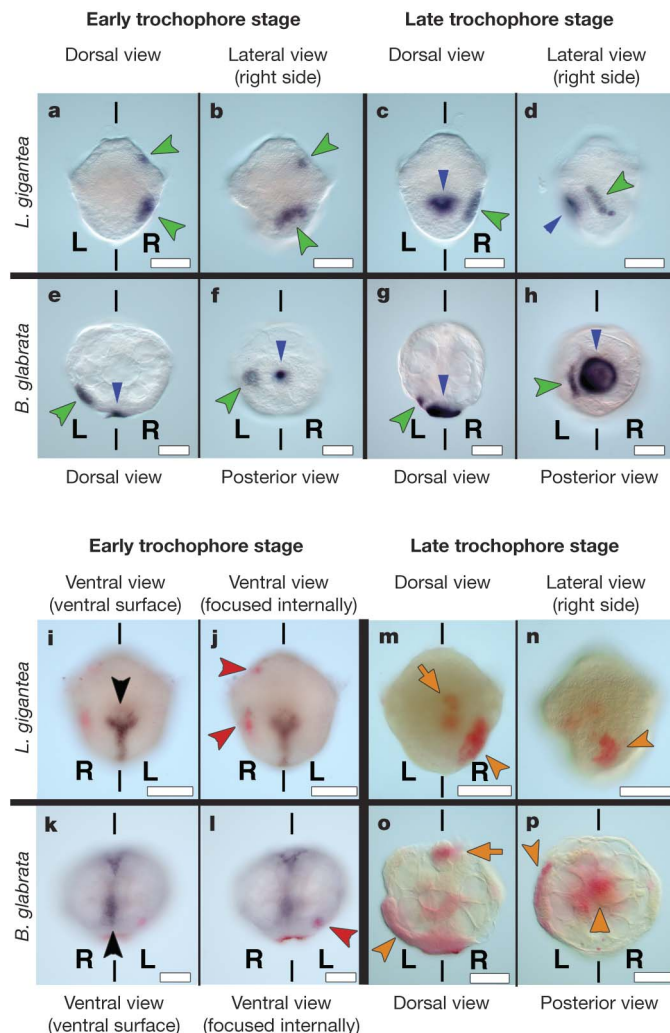 Early trochophore stage Late trochophore stage
Dorsal view Lateral view (right side) Dorsal view Lateral view (right side)
L. gigantea
a b c d
L R L R
B. glabrata
e f g h
L R L R L R L R
Dorsal view Posterior view Dorsal view Posterior view
Early trochophore stage Late trochophore stage
Ventral view (ventral surface) Ventral view (focused internally) Dorsal view Lateral view (right side)
L. gigantea
i j m n
R L R L L R
B. glabrata
k l o p
R L R L L R L R
Ventral view (ventral surface) Ventral view (focused internally) Dorsal view Posterior view